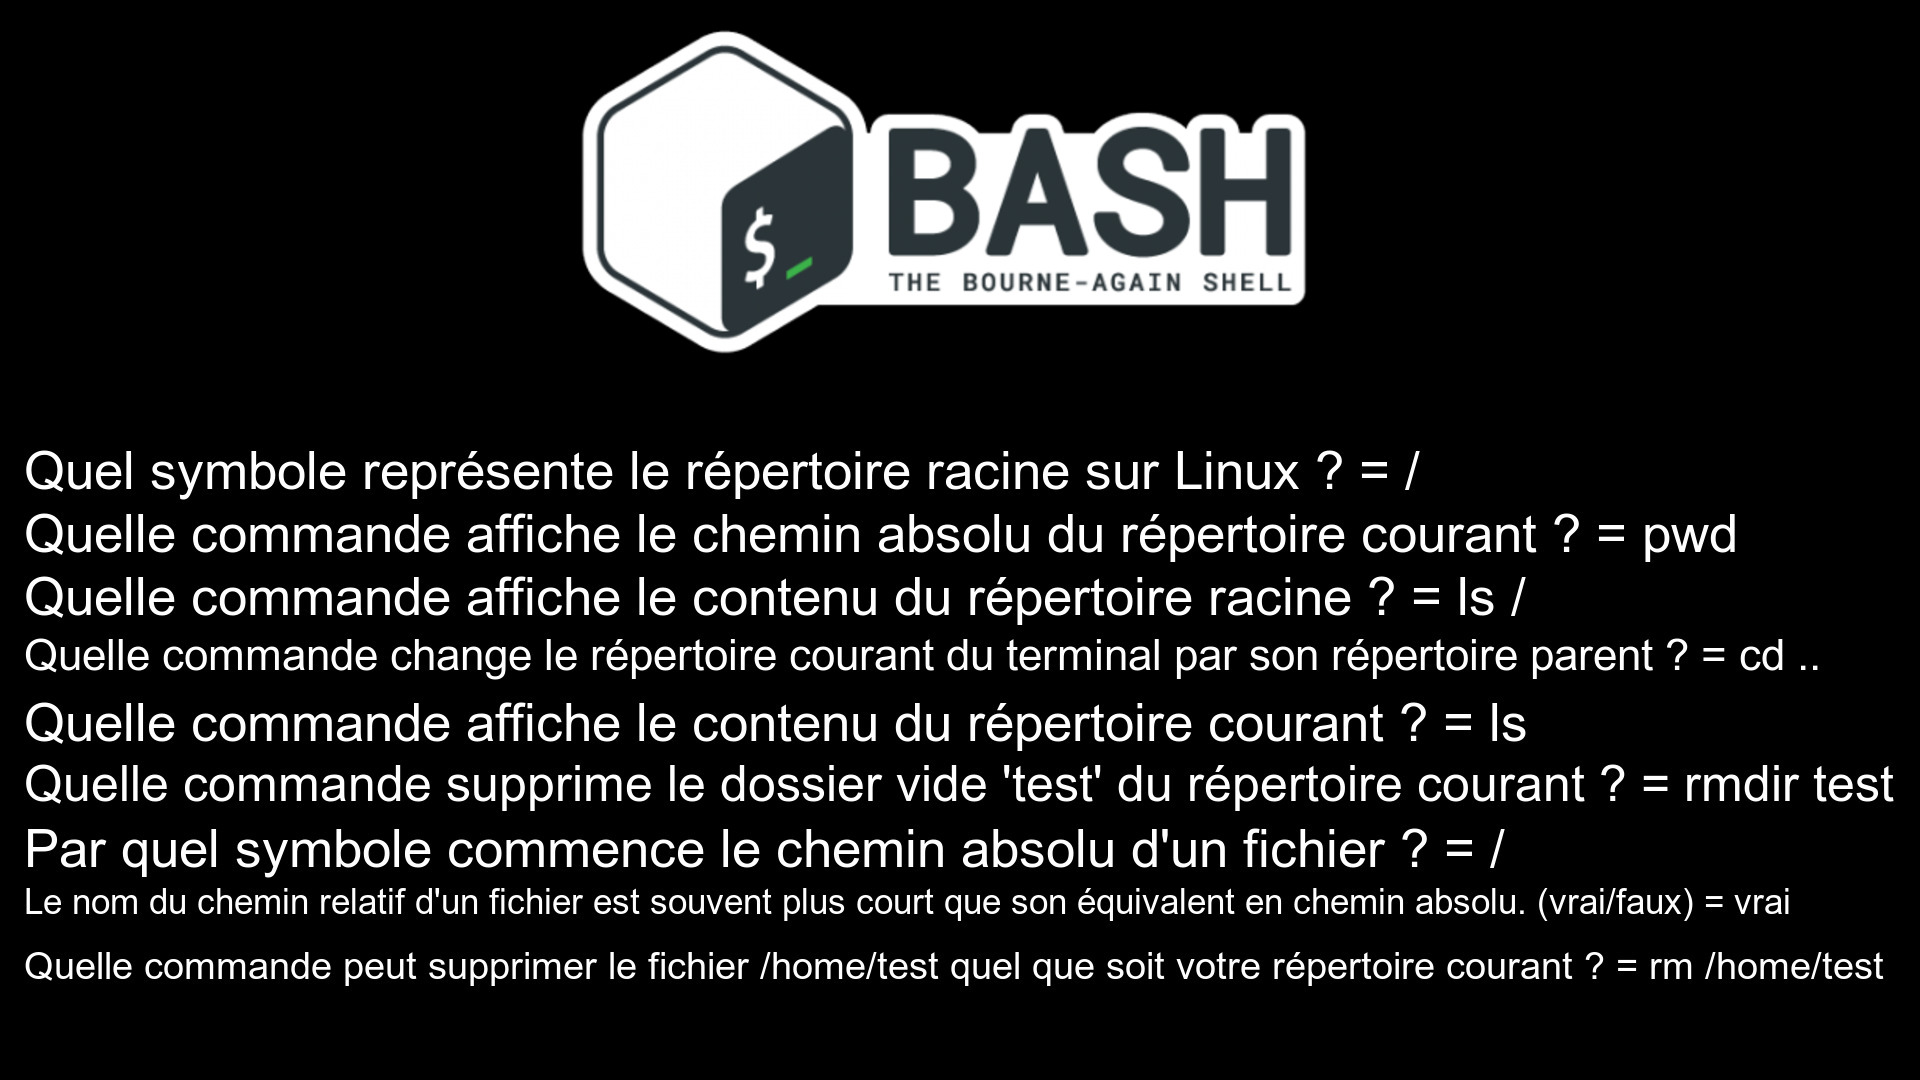 $_
BASH
THE BOURNE-AGAIN SHELL
Quel symbole représente le répertoire racine sur Linux ? = /
Quelle commande affiche le chemin absolu du répertoire courant ? = pwd
Quelle commande affiche le contenu du répertoire racine ? = ls /
Quelle commande change le répertoire courant du terminal par son répertoire parent ? = cd ..
Quelle commande affiche le contenu du répertoire courant ? = ls
Quelle commande supprime le dossier vide 'test' du répertoire courant ? = rmdir test
Par quel symbole commence le chemin absolu d'un fichier ? = /
Le nom du chemin relatif d'un fichier est souvent plus court que son équivalent en chemin absolu. (vrai/faux) = vrai
Quelle commande peut supprimer le fichier /home/test quel que soit votre répertoire courant ? = rm /home/test